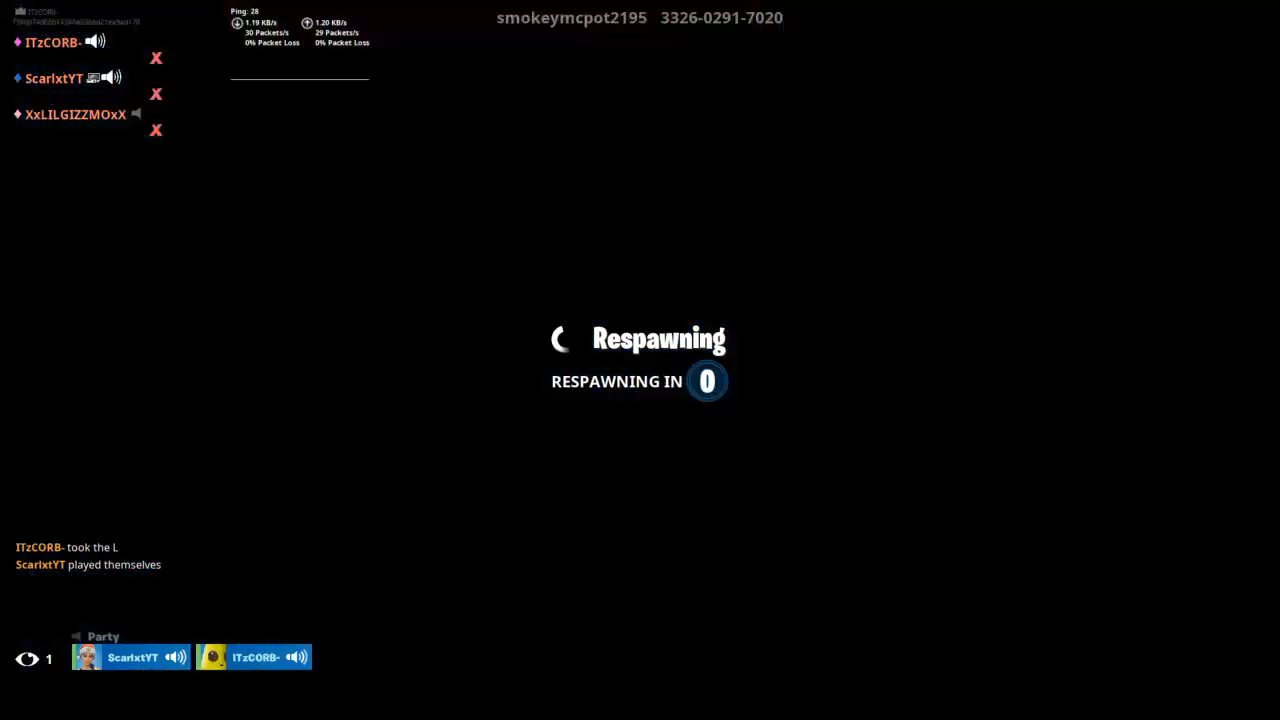 ITzCORB-
ITzCORB-
ScarlxtYT
XxLILGIZZMOxX
X
X
X
Ping: 28
1.19 KB/s 1.20 KB/s
30 Packets/s 29 Packets/s
0% Packet Loss 0% Packet Loss
smokeymcpot2195 3326-0291-7020
Respawning
RESPAWNING IN 0
ITzCORB- took the L
ScarlxtYT played themselves
Party
1 ScarlxtYT ITzCORB-